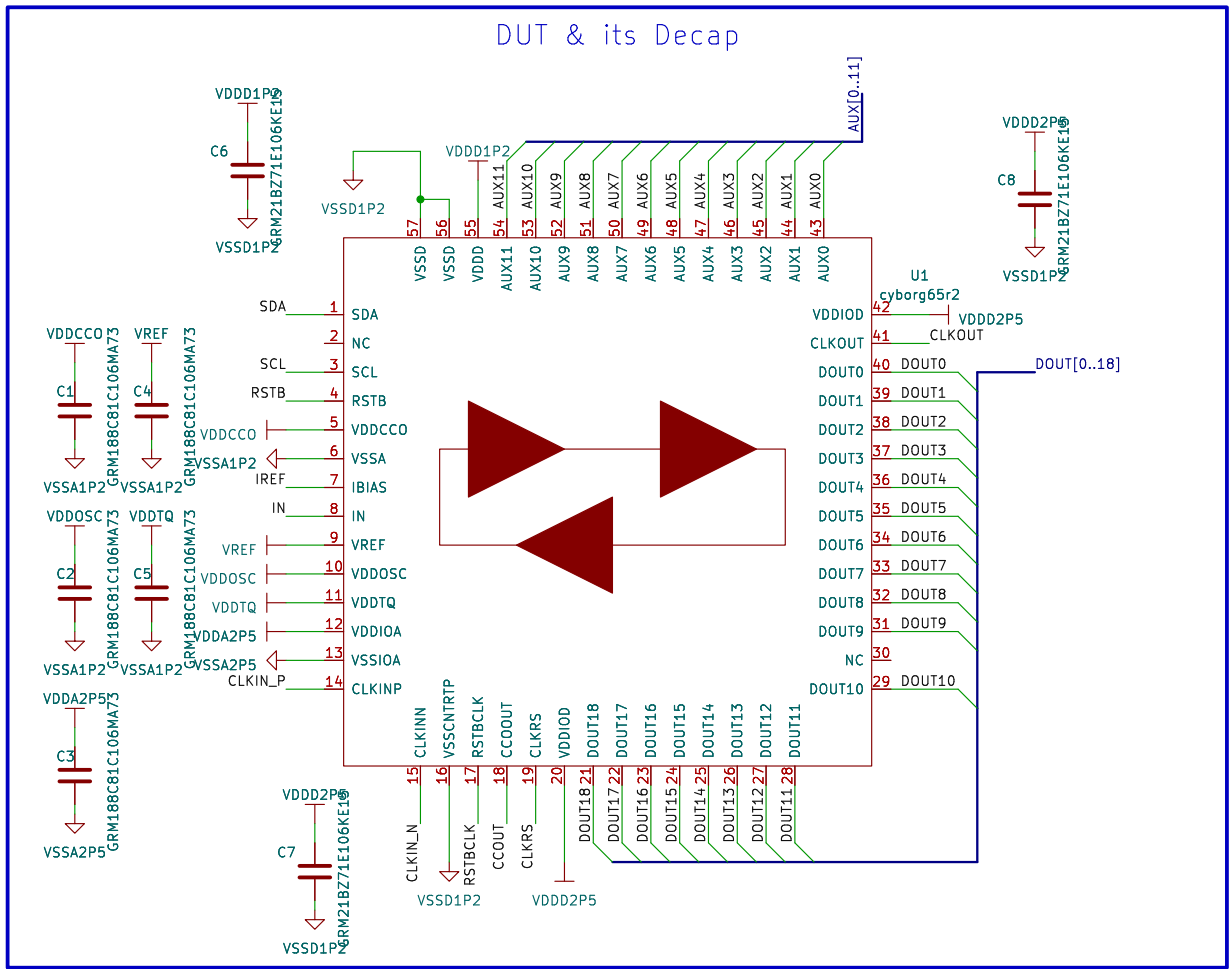 DUT & its Decap
AUX[0..11]
VDDD1P2
C6
GRM21BZ71E106KE15
VSSD1P2
VSSD1P2
VDDD1P2
AUX11
AUX10
AUX9
AUX8
AUX7
AUX6
AUX5
AUX4
AUX3
AUX2
AUX1
AUX0
VDDD2P5
C8
GRM21BZ71E106KE15
VSSD1P2
57
56
55
54
53
52
51
50
49
48
47
46
45
44
43
VSSD
VSSD
VDDD
AUX11
AUX10
AUX9
AUX8
AUX7
AUX6
AUX5
AUX4
AUX3
AUX2
AUX1
AUX0
U1
cyborg65r2
SDA 1 SDA
2 NC
SCL 3 SCL
RSTB 4 RSTB
VDDCCO 5 VDDCCO
VSSA1P2 6 VSSA
IREF 7 IBIAS
IN 8 IN
VREF 9 VREF
VDDOSC 10 VDDOSC
VDDTQ 11 VDDTQ
VDDA2P5 12 VDDIOA
VSSA2P5 13 VSSIOA
CLKIN_P 14 CLKINP
VDDIOD 42 VDDD2P5
CLKOUT 41 CLKOUT
DOUT0 40 DOUT0
DOUT[0..18]
DOUT1 39 DOUT1
DOUT2 38 DOUT2
DOUT3 37 DOUT3
DOUT4 36 DOUT4
DOUT5 35 DOUT5
DOUT6 34 DOUT6
DOUT7 33 DOUT7
DOUT8 32 DOUT8
DOUT9 31 DOUT9
NC 30
DOUT10 29 DOUT10
VDDCCO
C1
GRM188C81C106MA73
VSSA1P2
VREF
C4
GRM188C81C106MA73
VSSA1P2
VDDOSC
C2
GRM188C81C106MA73
VSSA1P2
VDDTQ
C5
GRM188C81C106MA73
VSSA1P2
VDDA2P5
C3
GRM188C81C106MA73
VSSA2P5
CLKINN
VSSCNTRTP
RSTBCLK
CCOOUT
CLKRS
VDDIOD
DOUT18
DOUT17
DOUT16
DOUT15
DOUT14
DOUT13
DOUT12
DOUT11
15
16
17
18
19
20
21
22
23
24
25
26
27
28
CLKIN_N
VSSD1P2
RSTBCLK
CCOUT
CLKRS
VDDD2P5
DOUT18
DOUT17
DOUT16
DOUT15
DOUT14
DOUT13
DOUT12
DOUT11
VDDD2P5
C7
GRM21BZ71E106KE15
VSSD1P2